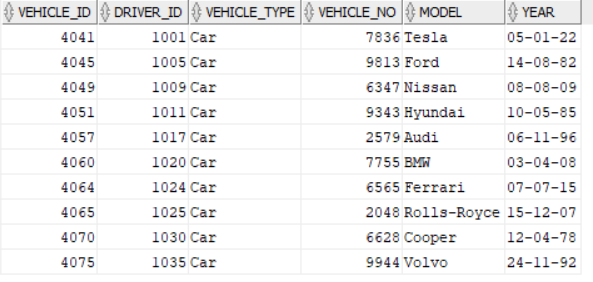 VEHICLE_ID DRIVER_ID VEHICLE_TYPE VEHICLE_NO MODEL YEAR
4041 1001 Car 7836 Tesla 05-01-22
4045 1005 Car 9813 Ford 14-08-82
4049 1009 Car 6347 Nissan 08-08-09
4051 1011 Car 9343 Hyundai 10-05-85
4057 1017 Car 2579 Audi 06-11-96
4060 1020 Car 7755 BMW 03-04-08
4064 1024 Car 6565 Ferrari 07-07-15
4065 1025 Car 2048 Rolls-Royce 15-12-07
4070 1030 Car 6628 Cooper 12-04-78
4075 1035 Car 9944 Volvo 24-11-92